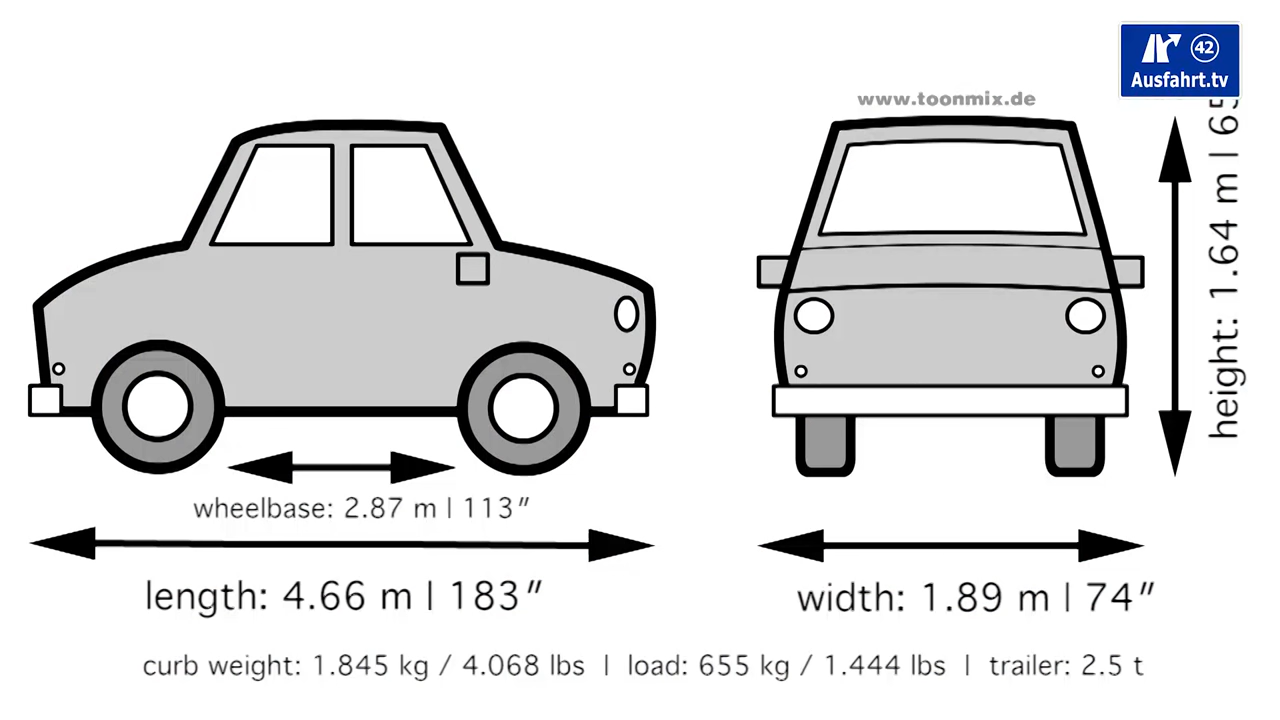 42
Ausfahrt.tv
www.toonmix.de
height: 1.64 m | 65
wheelbase: 2.87 m | 113″
length: 4.66 m | 183″
width: 1.89 m | 74″
curb weight: 1.845 kg / 4.068 lbs | load: 655 kg / 1.444 lbs | trailer: 2.5 t